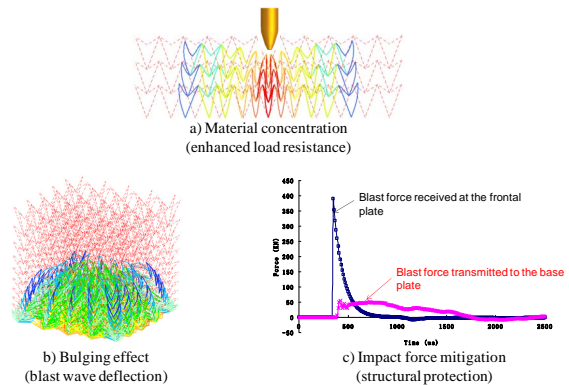 a) Material concentration
(enhanced load resistance)
b) Bulging effect
(blast wave deflection)
450
400
350
300
250
200
150
100
50
0
-50
Force (KN)
Blast force received at the frontal
plate
Blast force transmitted to the base
plate
0 500 1000 1500 2000 2500
Time (us)
c) Impact force mitigation
(structural protection)